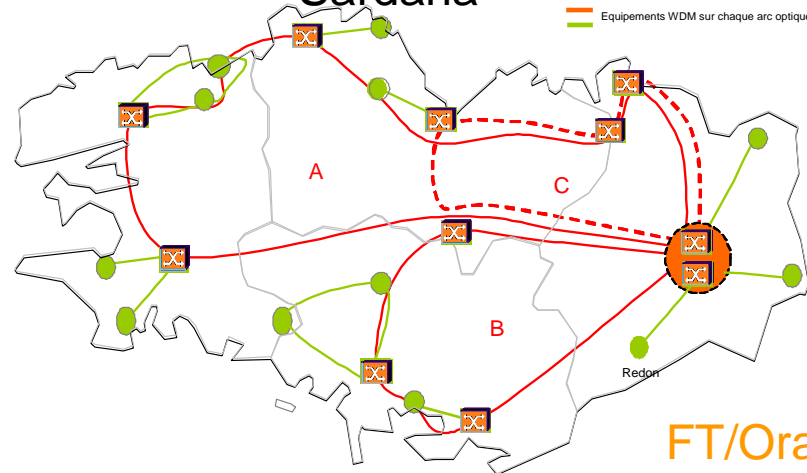 Sardana
Equipements WDM sur chaque arc optique
A
C
B
Redon
FT/Ora